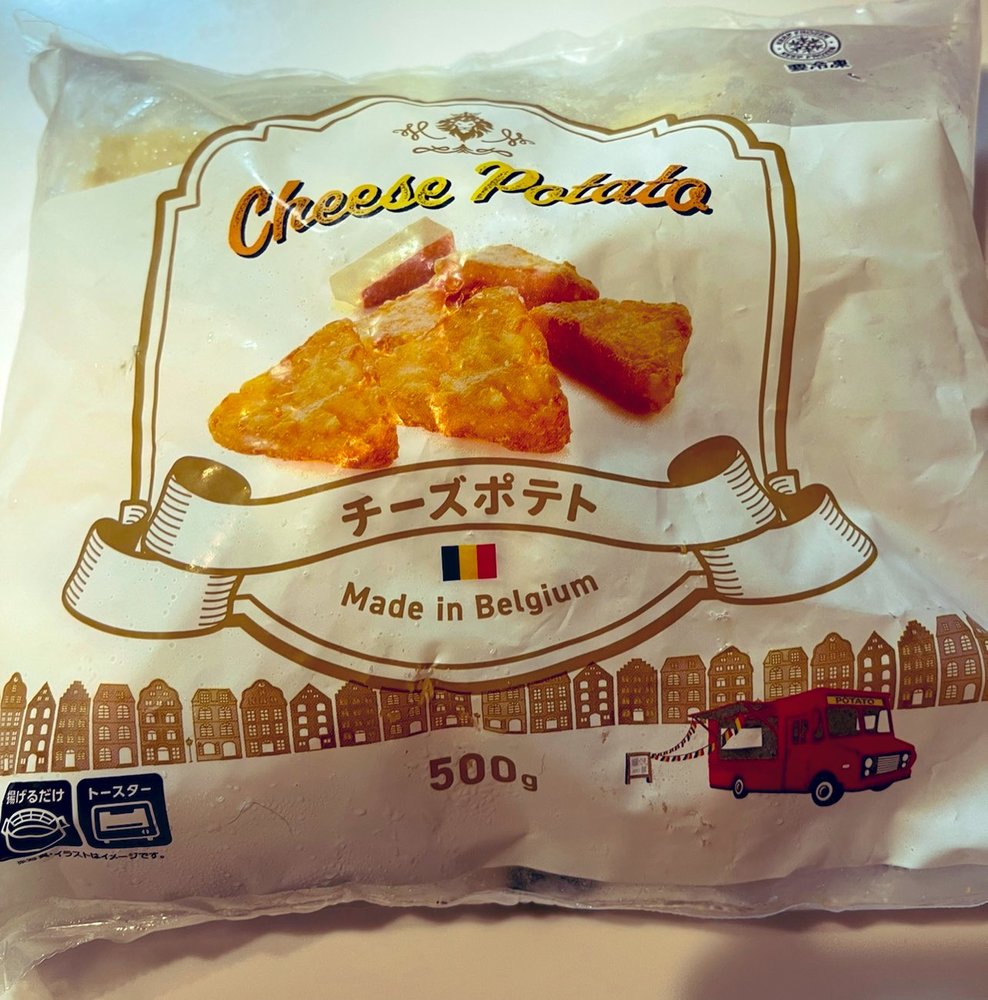 要冷凍
Cheese Potato
チーズポテト
Made in Belgium
POTATO
500g
揚げるだけ
トースター
イラストはイメージです。